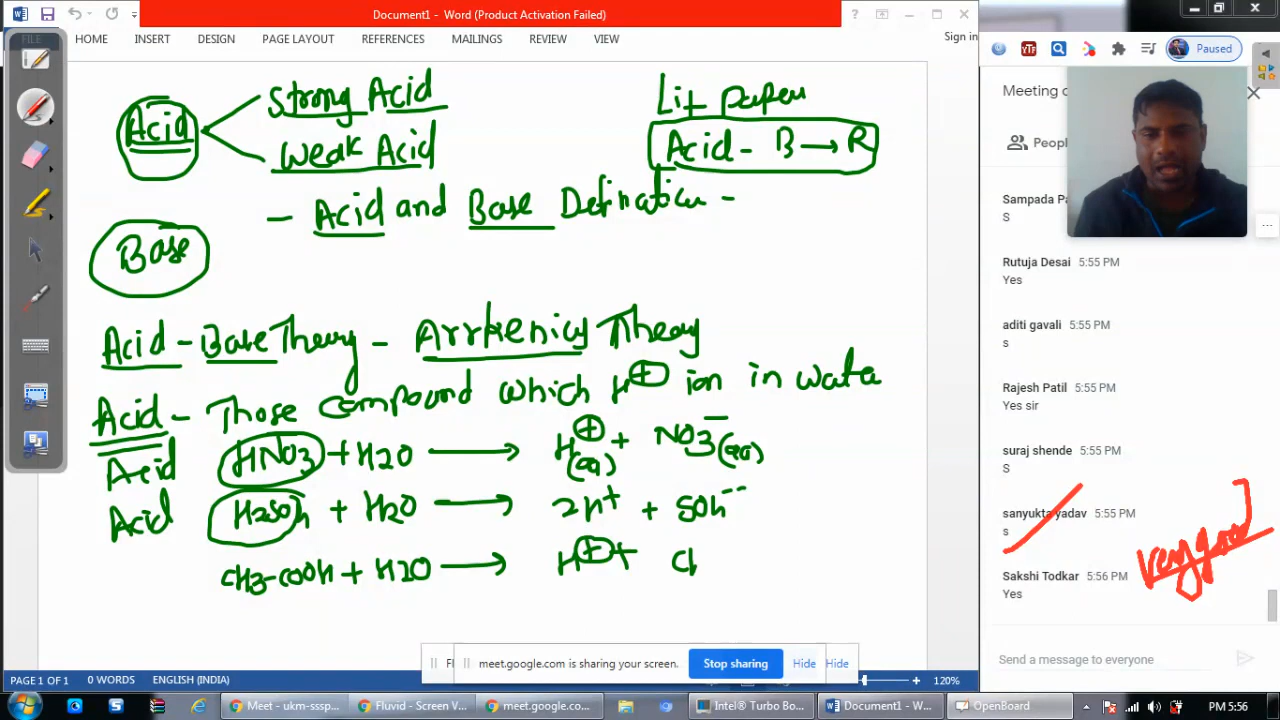 Document1 - Word (Product Activation Failed)
FILE HOME INSERT DESIGN PAGE LAYOUT REFERENCES MAILINGS REVIEW VIEW
Sign in
Paused
Strong Acid
Acid
Weak Acid
Lit paper
Acid - B → R
- Acid and Base Defination -
Base
Acid - Base Theory - Arrhenius Theory
Acid - Those compound which H⊕ ion in water
Acid HNO3 + H2O → H⊕(aq) + NO3⁻(aq)
Acid H2SO4 + H2O → 2H+ + SO4--
CH3-COOH + H2O → H⊕ + CH
Meeting
Peopl
Sampada Pa
S
Rutuja Desai 5:55 PM
Yes
aditi gavali 5:55 PM
s
Rajesh Patil 5:55 PM
Yes sir
suraj shende 5:55 PM
S
sanyukta yadav 5:55 PM
s
very good
Sakshi Todkar 5:56 PM
Yes
Send a message to everyone
meet.google.com is sharing your screen. Stop sharing Hide Hide
PAGE 1 OF 1 0 WORDS ENGLISH (INDIA) 120%
Meet - ukm-sssp... Fluvid - Screen V... meet.google.com... Intel® Turbo Bo... Document1 - Wor... OpenBoard PM 5:56